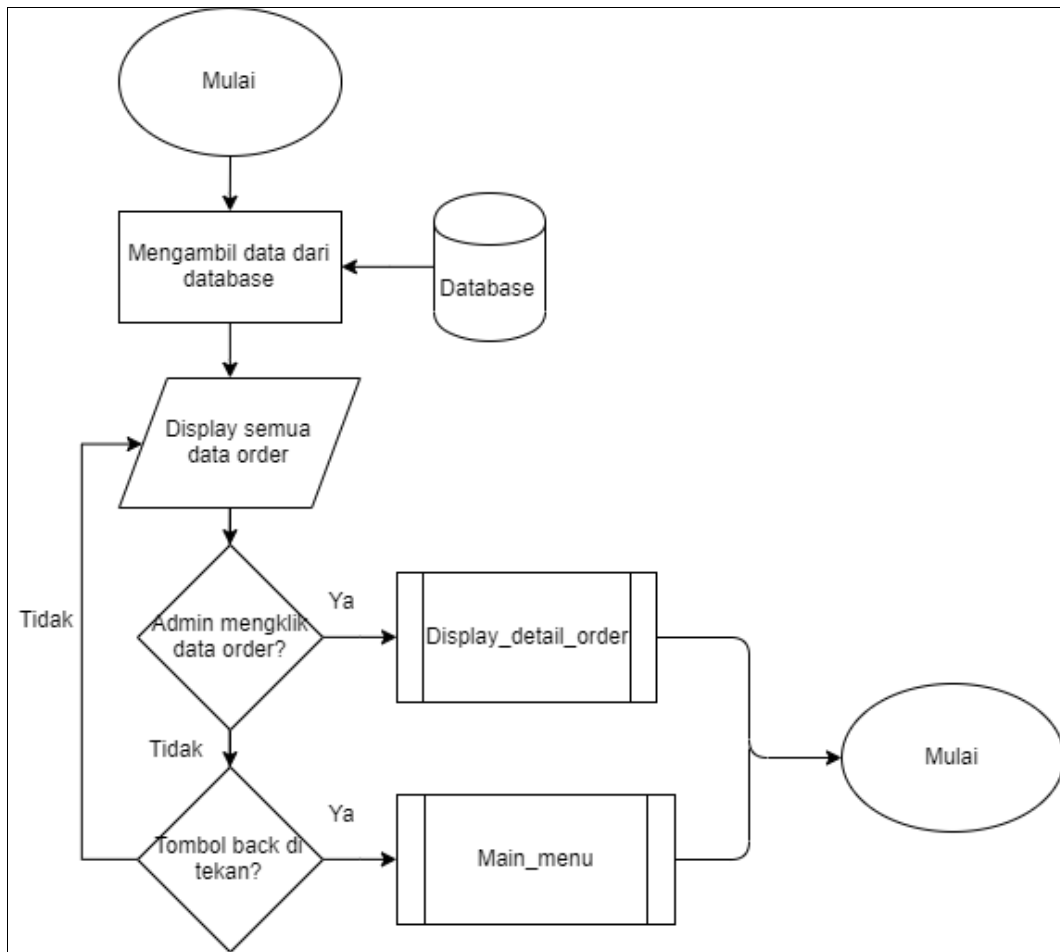 Mulai
Mengambil data dari
database
Database
Display semua
data order
Tidak
Admin mengklik
data order?
Ya
Display_detail_order
Tidak
Mulai
Tombol back di
tekan?
Ya
Main_menu